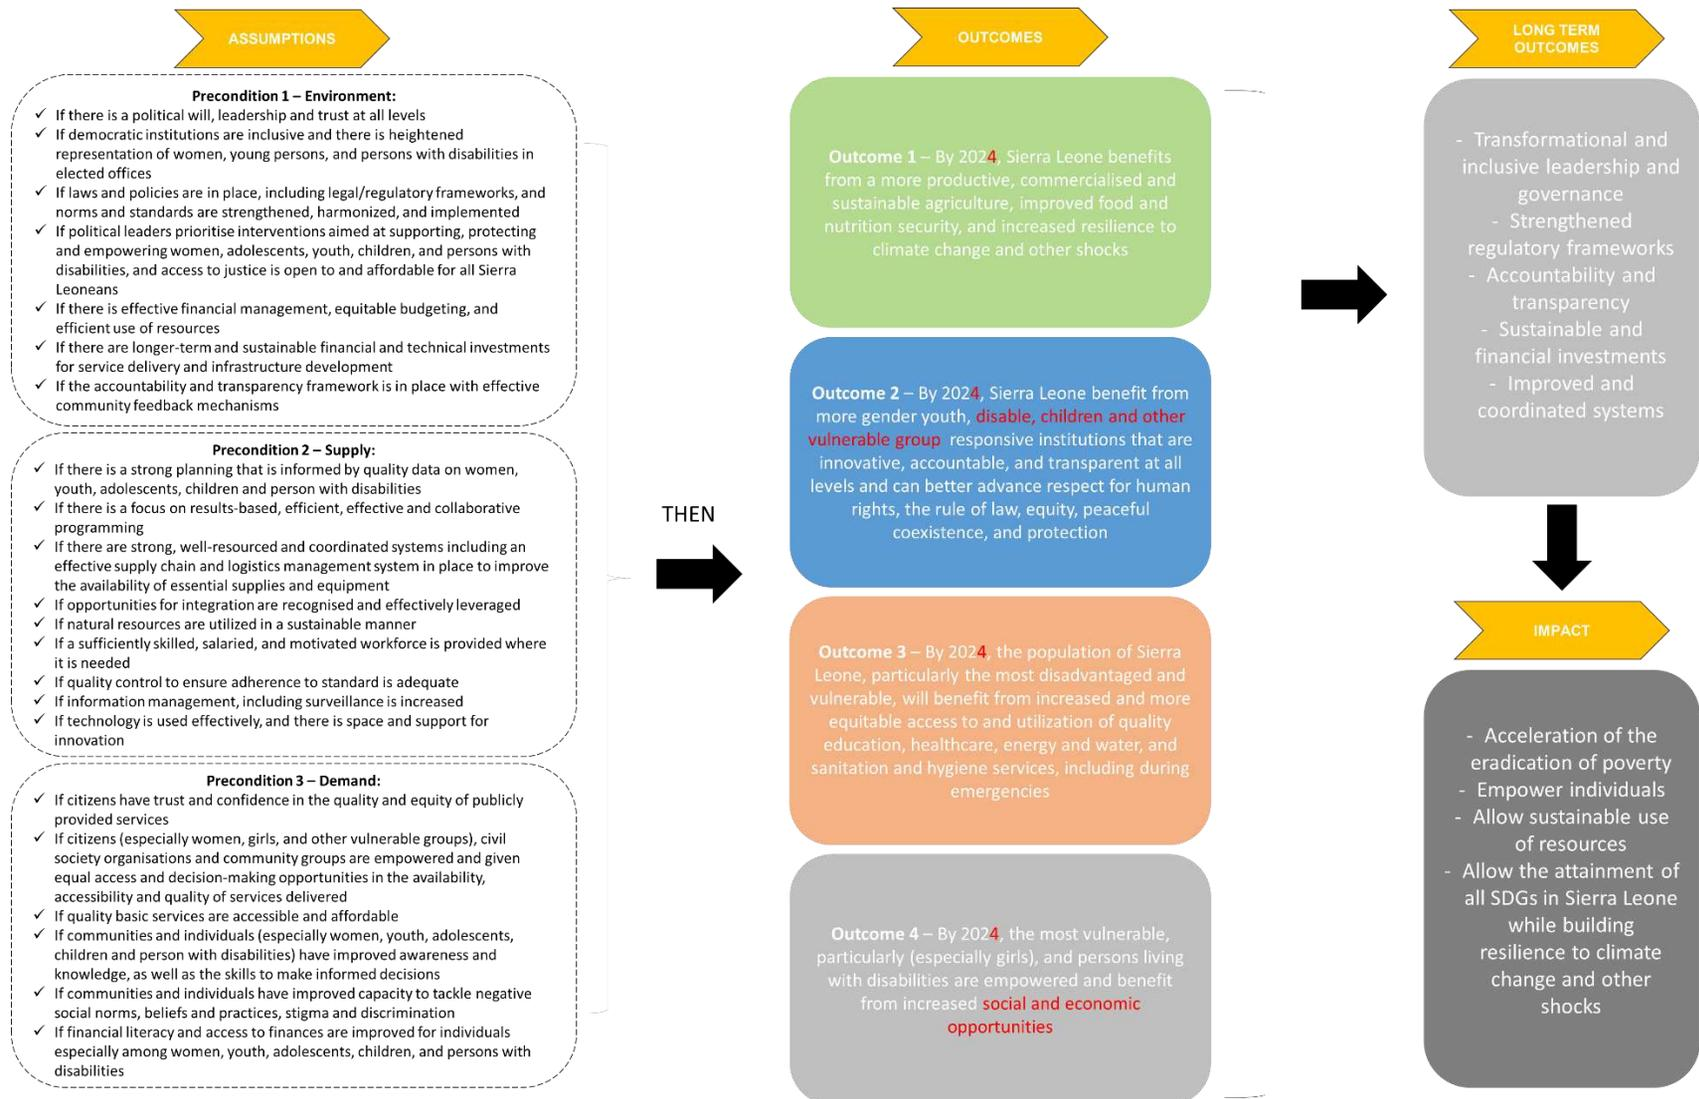 ASSUMPTIONS
Precondition 1 – Environment:
✓ If there is a political will, leadership and trust at all levels
✓ If democratic institutions are inclusive and there is heightened
representation of women, young persons, and persons with disabilities in
elected offices
✓ If laws and policies are in place, including legal/regulatory frameworks, and
norms and standards are strengthened, harmonized, and implemented
✓ If political leaders prioritise interventions aimed at supporting, protecting
and empowering women, adolescents, youth, children, and persons with
disabilities, and access to justice is open to and affordable for all Sierra
Leoneans
✓ If there is effective financial management, equitable budgeting, and
efficient use of resources
✓ If there are longer-term and sustainable financial and technical investments
for service delivery and infrastructure development
✓ If the accountability and transparency framework is in place with effective
community feedback mechanisms
Precondition 2 – Supply:
✓ If there is a strong planning that is informed by quality data on women,
youth, adolescents, children and person with disabilities
✓ If there is a focus on results-based, efficient, effective and collaborative
programming
✓ If there are strong, well-resourced and coordinated systems including an
effective supply chain and logistics management system in place to improve
the availability of essential supplies and equipment
✓ If opportunities for integration are recognised and effectively leveraged
✓ If natural resources are utilized in a sustainable manner
✓ If a sufficiently skilled, salaried, and motivated workforce is provided where
it is needed
✓ If quality control to ensure adherence to standard is adequate
✓ If information management, including surveillance is increased
✓ If technology is used effectively, and there is space and support for
innovation
Precondition 3 – Demand:
✓ If citizens have trust and confidence in the quality and equity of publicly
provided services
✓ If citizens (especially women, girls, and other vulnerable groups), civil
society organisations and community groups are empowered and given
equal access and decision-making opportunities in the availability,
accessibility and quality of services delivered
✓ If quality basic services are accessible and affordable
✓ If communities and individuals (especially women, youth, adolescents,
children and person with disabilities) have improved awareness and
knowledge, as well as the skills to make informed decisions
✓ If communities and individuals have improved capacity to tackle negative
social norms, beliefs and practices, stigma and discrimination
✓ If financial literacy and access to finances are improved for individuals
especially among women, youth, adolescents, children, and persons with
disabilities
THEN
OUTCOMES
Outcome 1 – By 2024, Sierra Leone benefits
from a more productive, commercialised and
sustainable agriculture, improved food and
nutrition security, and increased resilience to
climate change and other shocks
Outcome 2 – By 2024, Sierra Leone benefit from
more gender youth, disable, children and other
vulnerable group responsive institutions that are
innovative, accountable, and transparent at all
levels and can better advance respect for human
rights, the rule of law, equity, peaceful
coexistence, and protection
Outcome 3 – By 2024, the population of Sierra
Leone, particularly the most disadvantaged and
vulnerable, will benefit from increased and more
equitable access to and utilization of quality
education, healthcare, energy and water, and
sanitation and hygiene services, including during
emergencies
Outcome 4 – By 2024, the most vulnerable,
particularly (especially girls), and persons living
with disabilities are empowered and benefit
from increased social and economic
opportunities
LONG TERM
OUTCOMES
- Transformational and
inclusive leadership and
governance
- Strengthened
regulatory frameworks
- Accountability and
transparency
- Sustainable and
financial investments
- Improved and
coordinated systems
IMPACT
- Acceleration of the
eradication of poverty
- Empower individuals
- Allow sustainable use
of resources
- Allow the attainment of
all SDGs in Sierra Leone
while building
resilience to climate
change and other
shocks